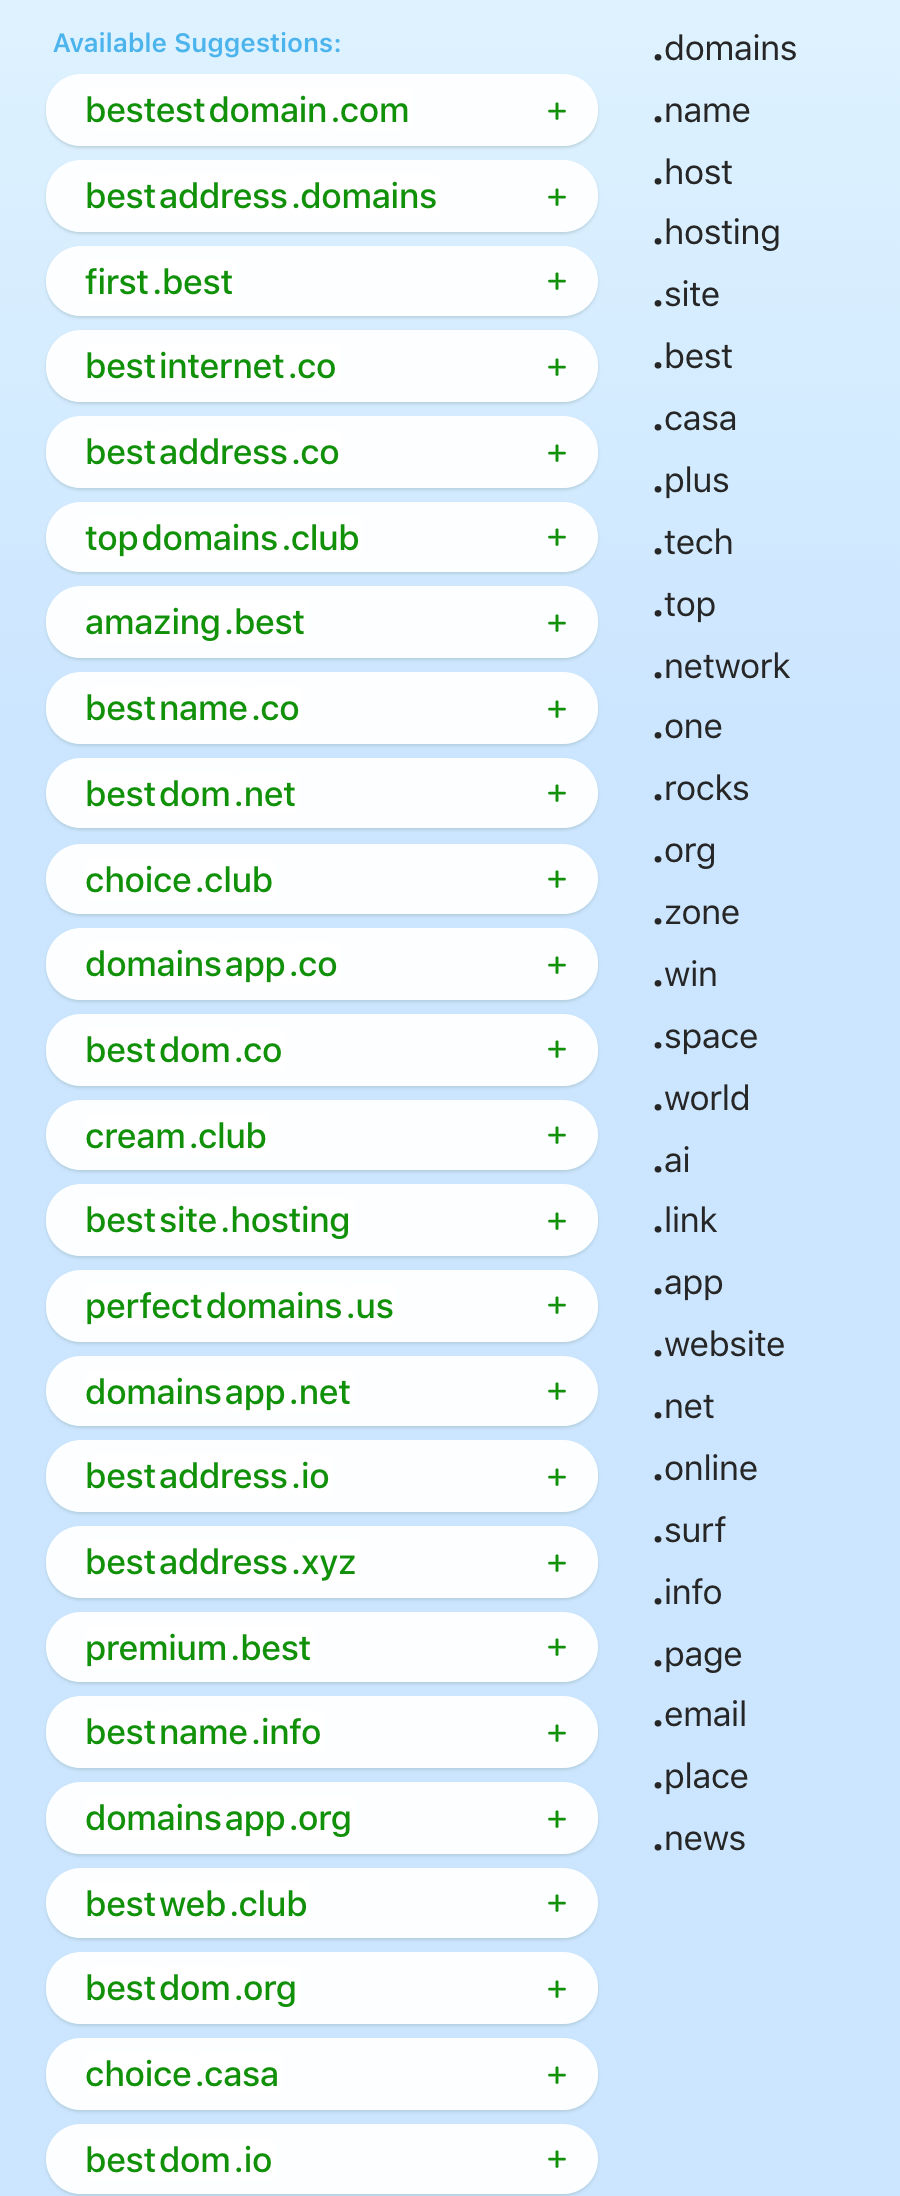 Available Suggestions:
bestestdomain.com +
bestaddress.domains +
first.best +
bestinternet.co +
bestaddress.co +
topdomains.club +
amazing.best +
bestname.co +
bestdom.net +
choice.club +
domainsapp.co +
bestdom.co +
cream.club +
bestsite.hosting +
perfectdomains.us +
domainsapp.net +
bestaddress.io +
bestaddress.xyz +
premium.best +
bestname.info +
domainsapp.org +
bestweb.club +
bestdom.org +
choice.casa +
bestdom.io +
.domains
.name
.host
.hosting
.site
.best
.casa
.plus
.tech
.top
.network
.one
.rocks
.org
.zone
.win
.space
.world
.ai
.link
.app
.website
.net
.online
.surf
.info
.page
.email
.place
.news